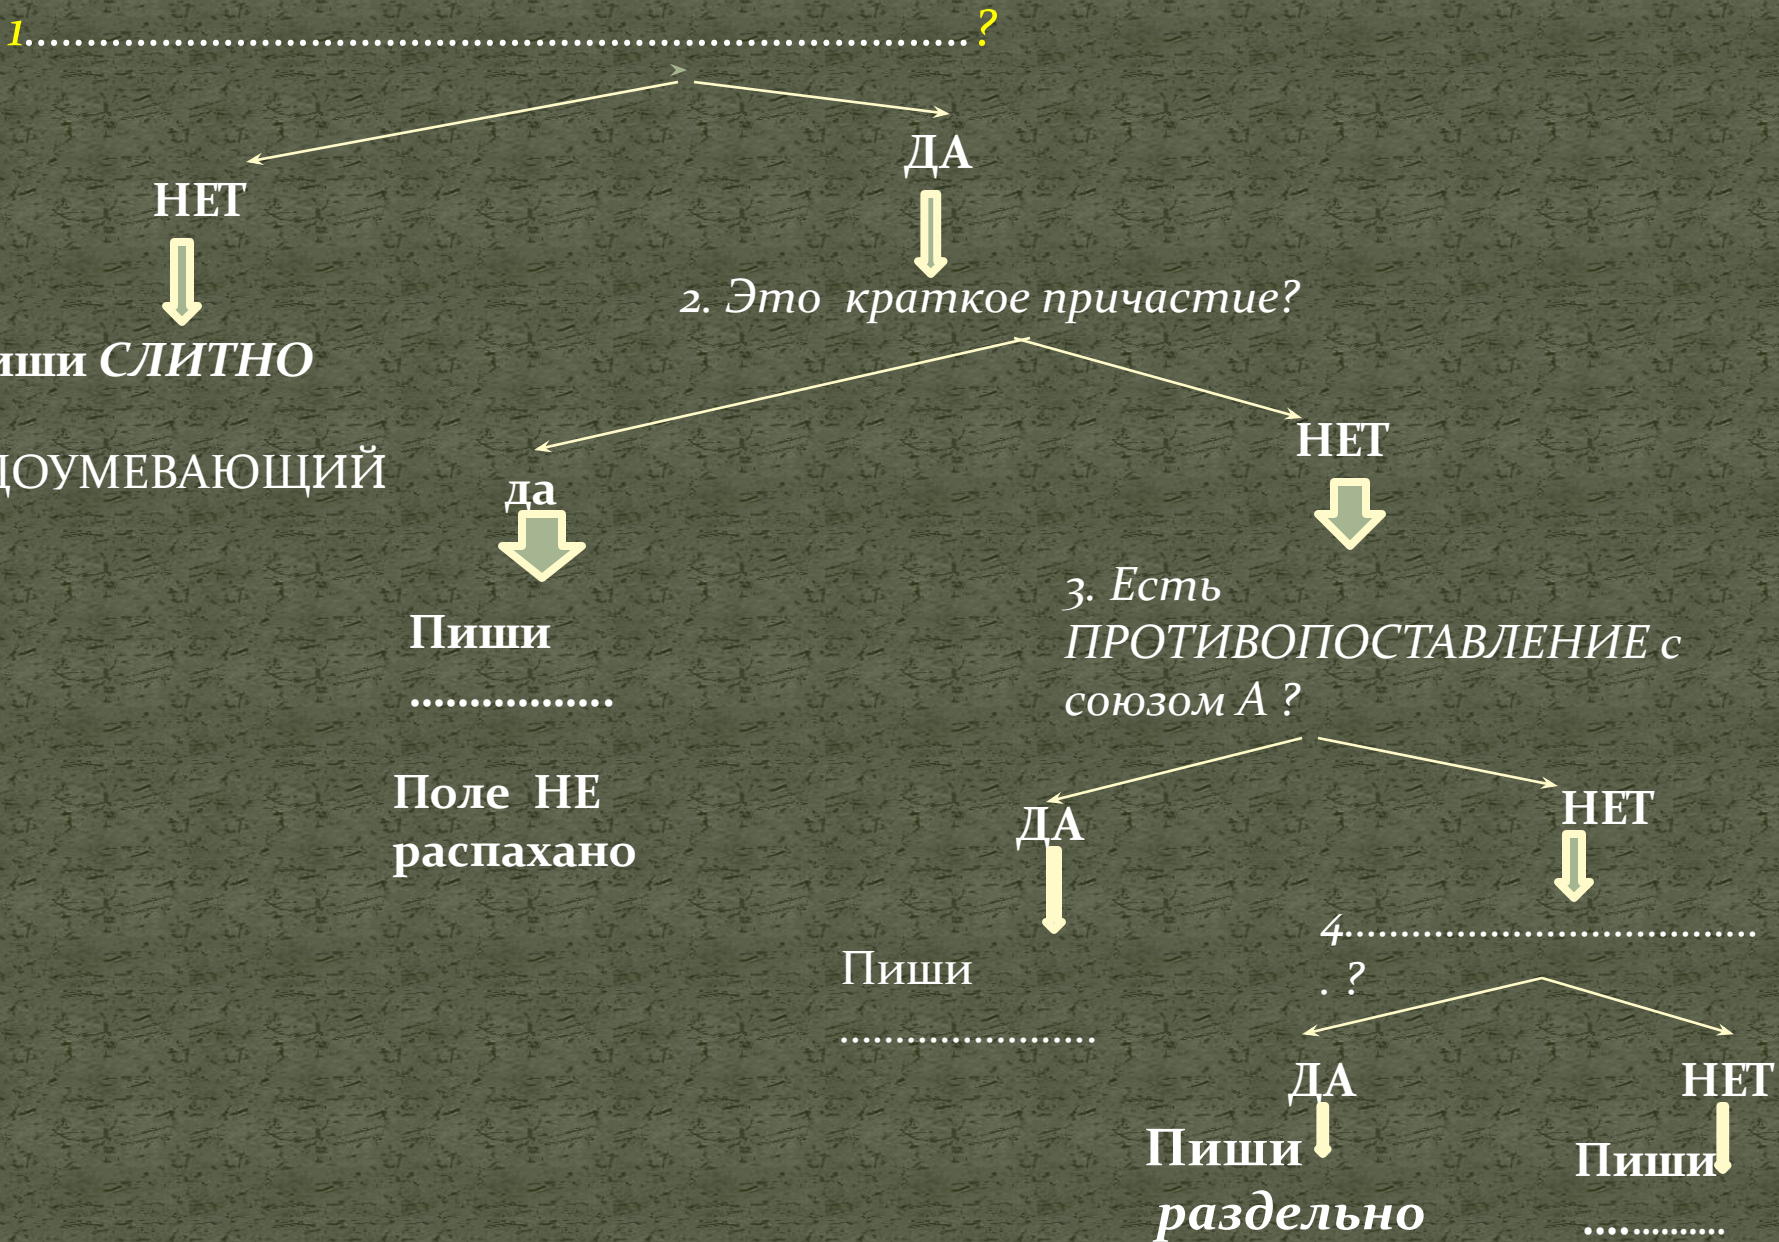 1............................................................................?
ДА
НЕТ
2. Это краткое причастие?
иши СЛИТНО
НЕТ
ДОУМЕВАЮЩИЙ
да
3. Есть
ПРОТИВОПОСТАВЛЕНИЕ с
союзом А ?
Пиши
.................
Поле НЕ
распахано
ДА
НЕТ
4.....................................
. ?
Пиши
.......................
ДА
НЕТ
Пиши
раздельно
Пиши
..............